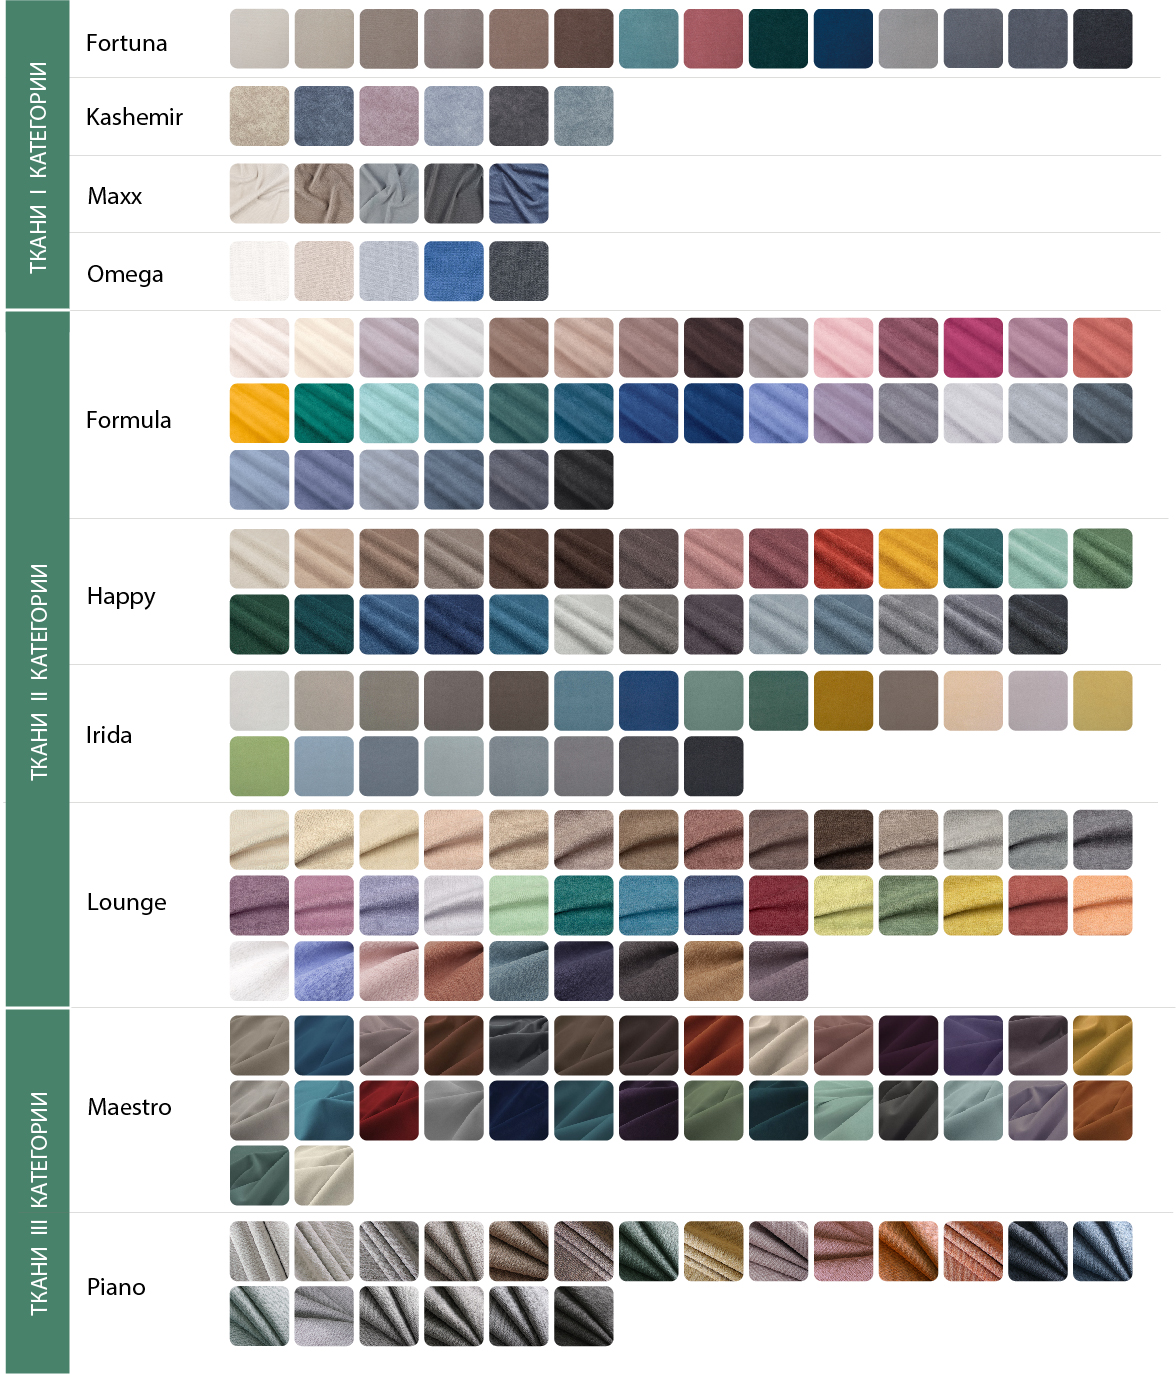 ТКАНИ I КАТЕГОРИИ
Fortuna
Kashemir
Maxx
Omega
ТКАНИ II КАТЕГОРИИ
Formula
Happy
Irida
Lounge
ТКАНИ III КАТЕГОРИИ
Maestro
Piano